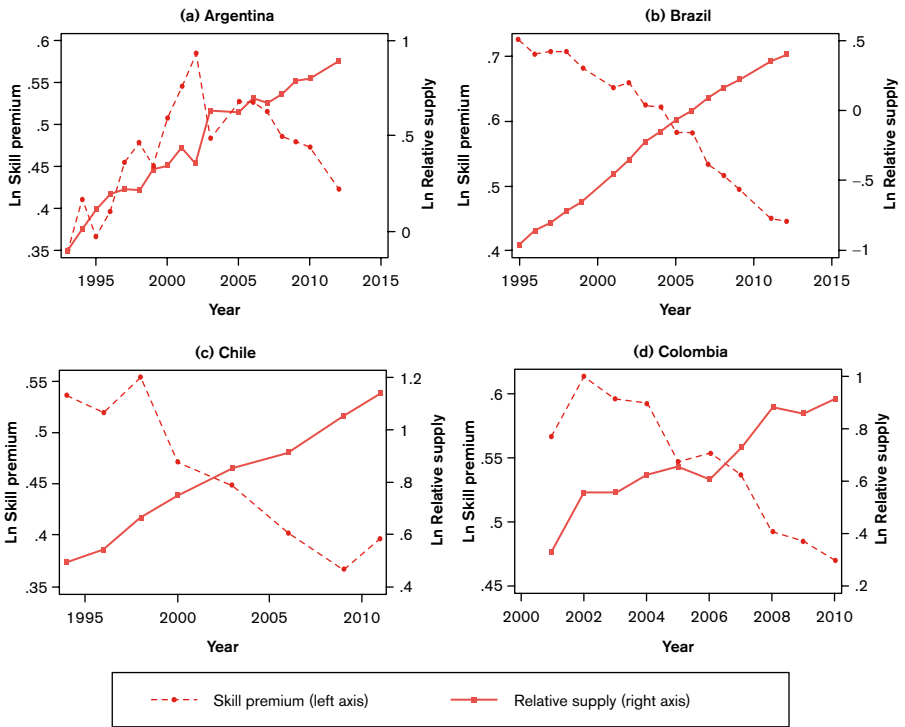 (a) Argentina
Ln Skill premium
.6
.55
.5
.45
.4
.35
1
.5
0
Ln Relative supply
1995 2000 2005 2010 2015
Year
(b) Brazil
Ln Skill premium
.7
.6
.5
.4
.5
0
−.5
−1
Ln Relative supply
1995 2000 2005 2010 2015
Year
(c) Chile
Ln Skill premium
.55
.5
.45
.4
.35
1.2
1
.8
.6
.4
Ln Relative supply
1995 2000 2005 2010
Year
(d) Colombia
Ln Skill premium
.6
.55
.5
.45
1
.8
.6
.4
.2
Ln Relative supply
2000 2002 2004 2006 2008 2010
Year
Skill premium (left axis) Relative supply (right axis)